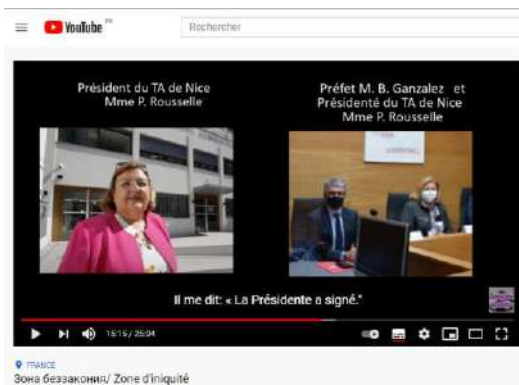 YouTube
Rechercher
Président du TA de Nice
Mme P. Rousselle
Préfet M. B. Ganzalez et
Présidenté du TA de Nice
Mme P. Rousselle
Il me dit: « La Présidente a signé."
15:15 / 25:04
FRANCE
Зона беззакония/ Zone d'iniquité